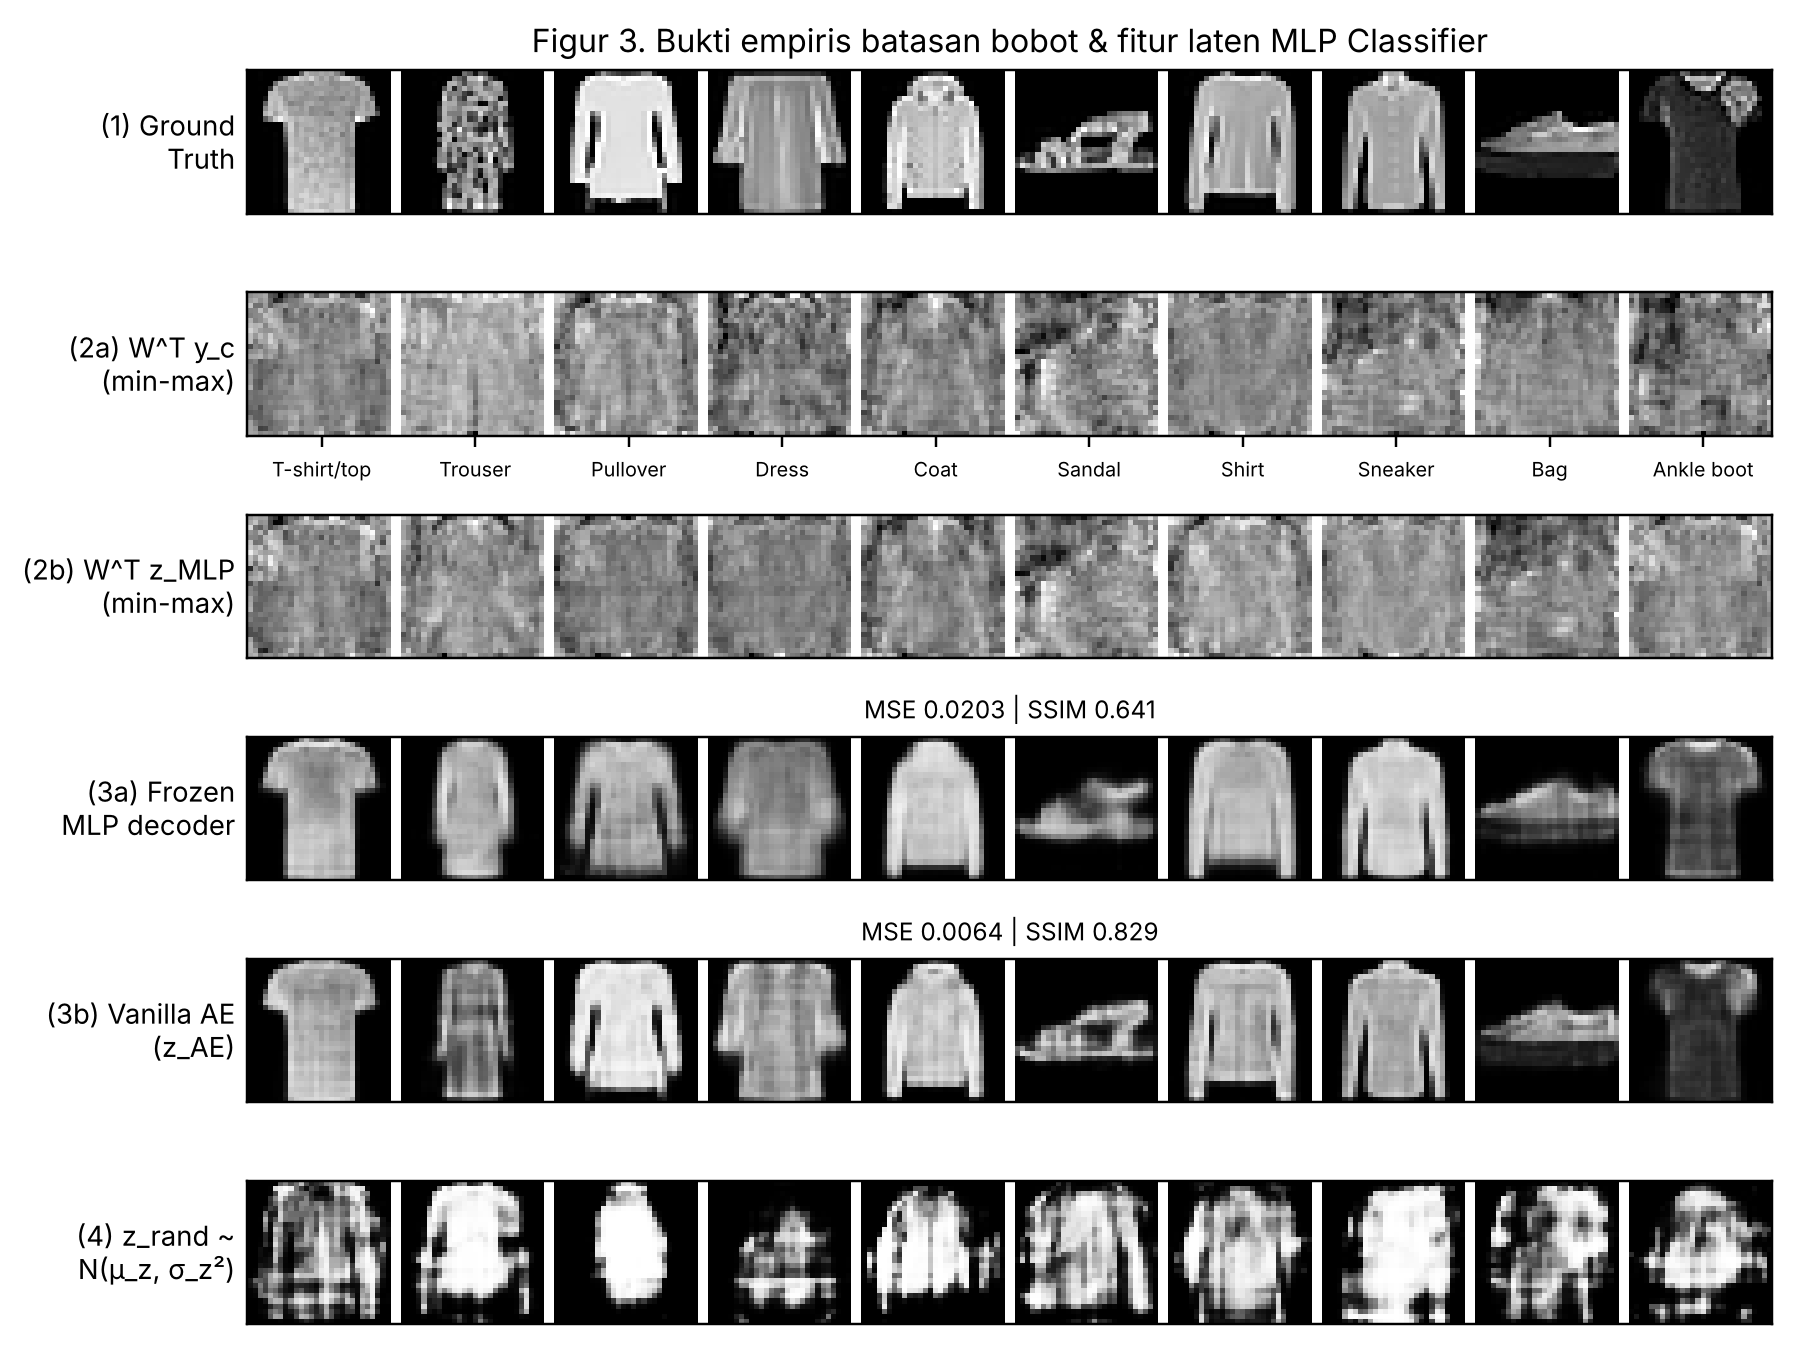 Figur 3. Bukti empiris batasan bobot & fitur laten MLP Classifier
(1) Ground
Truth
(2a) W^T y_c
(min-max)
T-shirt/top Trouser Pullover Dress Coat Sandal Shirt Sneaker Bag Ankle boot
(2b) W^T z_MLP
(min-max)
MSE 0.0203 | SSIM 0.641
(3a) Frozen
MLP decoder
MSE 0.0064 | SSIM 0.829
(3b) Vanilla AE
(z_AE)
(4) z_rand ~
N(μ_z, σ_z²)